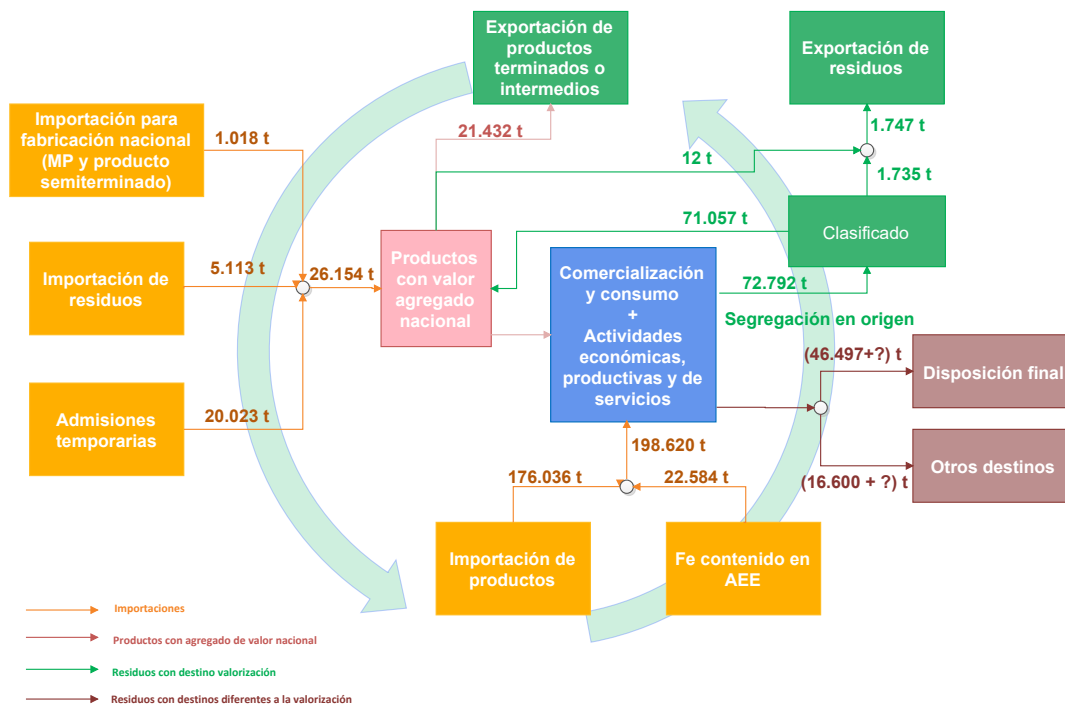 Exportación de
productos
terminados o
intermedios
Exportación de
residuos
Importación para
fabricación nacional
(MP y producto
semiterminado)
1.018 t
21.432 t
1.747 t
12 t
1.735 t
71.057 t
Clasificado
Productos
con valor
agregado
nacional
Comercialización
y consumo
+
Actividades
económicas,
productivas y de
servicios
Importación de
residuos
5.113 t
26.154 t
72.792 t
Segregación en origen
(46.497+?) t
Disposición final
Admisiones
temporarias
20.023 t
198.620 t
Otros destinos
(16.600 + ?) t
176.036 t
22.584 t
Importación de
productos
Fe contenido en
AEE
Importaciones
Productos con agregado de valor nacional
Residuos con destino valorización
Residuos con destinos diferentes a la valorización